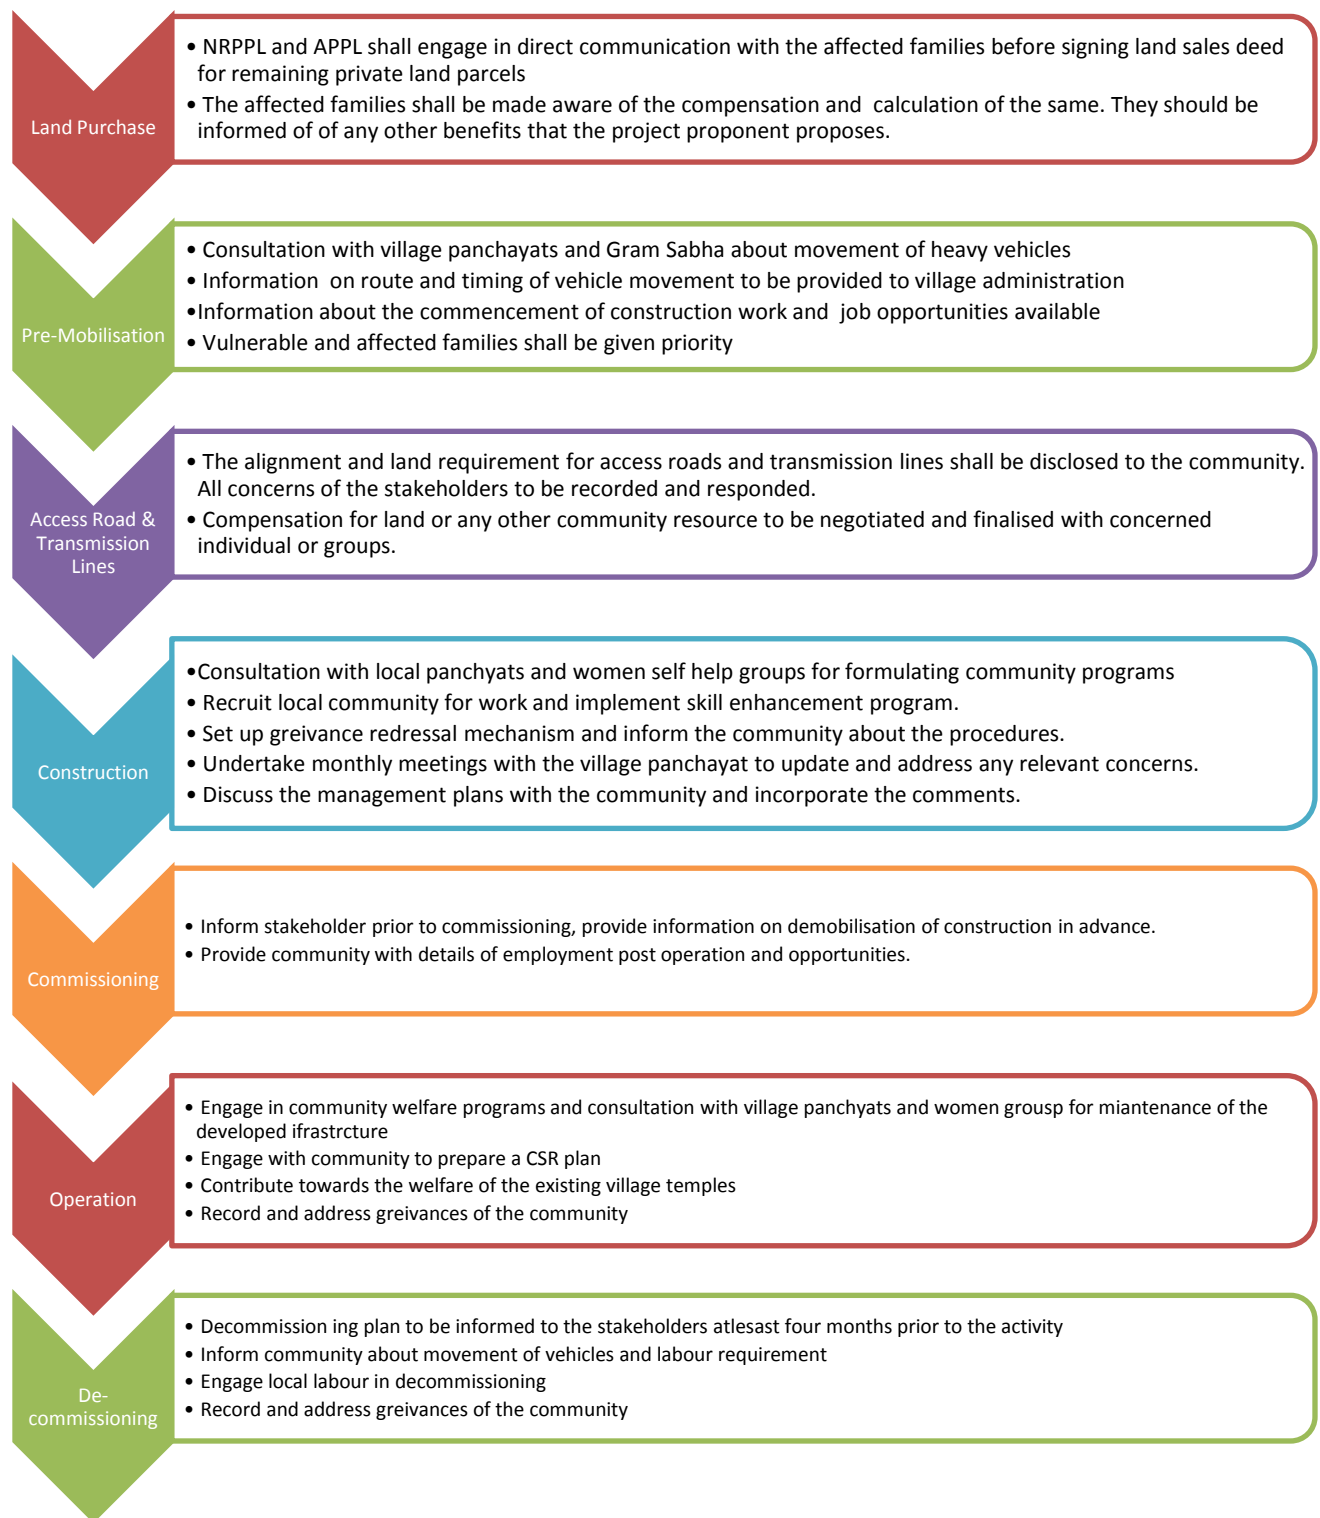 Land Purchase
• NRPPL and APPL shall engage in direct communication with the affected families before signing land sales deed
for remaining private land parcels
• The affected families shall be made aware of the compensation and calculation of the same. They should be
informed of of any other benefits that the project proponent proposes.
Pre-Mobilisation
• Consultation with village panchayats and Gram Sabha about movement of heavy vehicles
• Information on route and timing of vehicle movement to be provided to village administration
•Information about the commencement of construction work and job opportunities available
• Vulnerable and affected families shall be given priority
Access Road &
Transmission
Lines
• The alignment and land requirement for access roads and transmission lines shall be disclosed to the community.
All concerns of the stakeholders to be recorded and responded.
• Compensation for land or any other community resource to be negotiated and finalised with concerned
individual or groups.
Construction
•Consultation with local panchyats and women self help groups for formulating community programs
• Recruit local community for work and implement skill enhancement program.
• Set up greivance redressal mechanism and inform the community about the procedures.
• Undertake monthly meetings with the village panchayat to update and address any relevant concerns.
• Discuss the management plans with the community and incorporate the comments.
Commissioning
• Inform stakeholder prior to commissioning, provide information on demobilisation of construction in advance.
• Provide community with details of employment post operation and opportunities.
Operation
• Engage in community welfare programs and consultation with village panchyats and women grousp for miantenance of the
developed ifrastrcture
• Engage with community to prepare a CSR plan
• Contribute towards the welfare of the existing village temples
• Record and address greivances of the community
De-
commissioning
• Decommission ing plan to be informed to the stakeholders atlesast four months prior to the activity
• Inform community about movement of vehicles and labour requirement
• Engage local labour in decommissioning
• Record and address greivances of the community